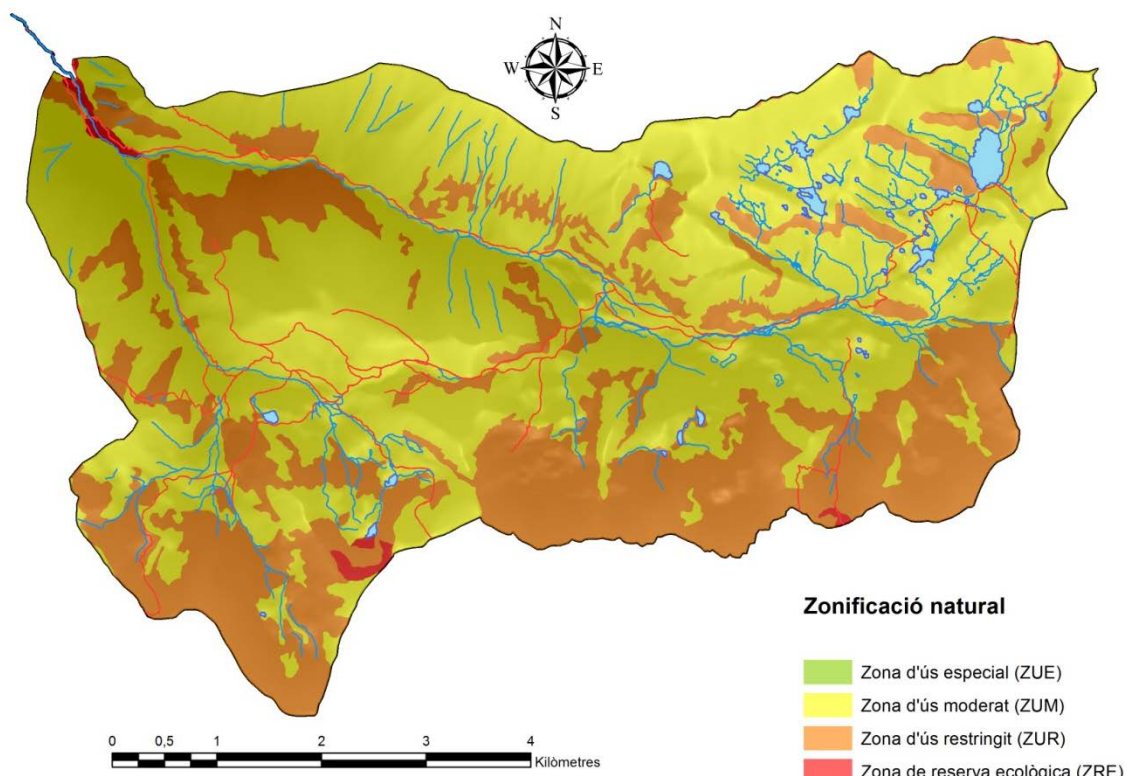 N
W E
S
Zonificació natural
Zona d'ús especial (ZUE)
Zona d'ús moderat (ZUM)
Zona d'ús restringit (ZUR)
Zona de reserva ecològica (ZRE)
0 0,5 1 2 3 4
Kilòmetres